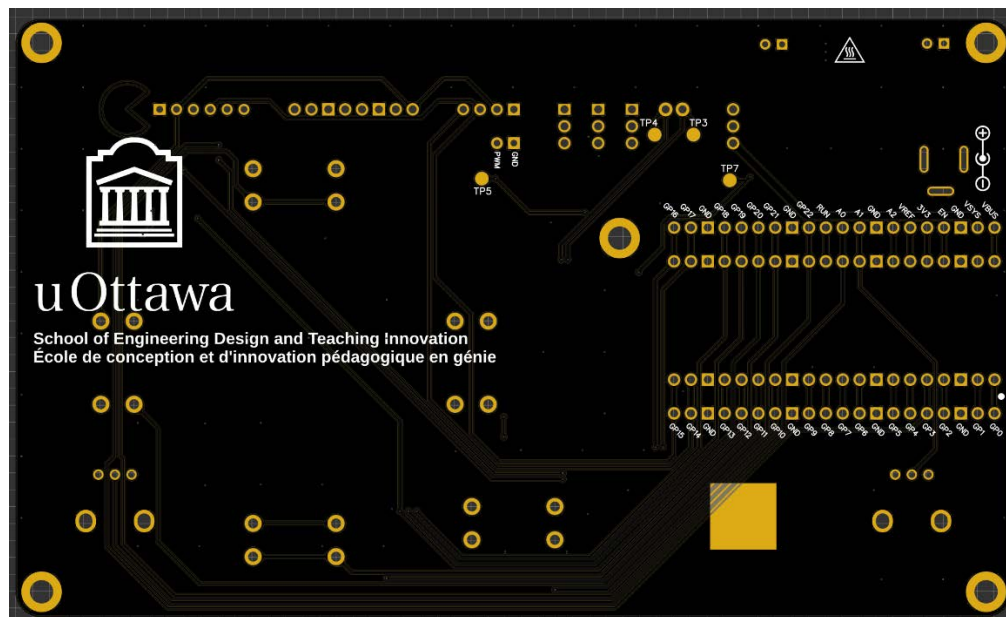 TP4
TP3
PWM
GND
TP5
TP7
GP16 GP17 GND GP18 GP19 GP20 GP21 GND GP22 RUN A0 A1 GND A2 VREF 3V3 EN GND VSYS VBUS
uOttawa
School of Engineering Design and Teaching Innovation
École de conception et d'innovation pédagogique en génie
GP15 GP14 GND GP13 GP12 GP11 GP10 GND GP9 GP8 GP7 GP6 GND GP5 GP4 GP3 GP2 GND GP1 GP0